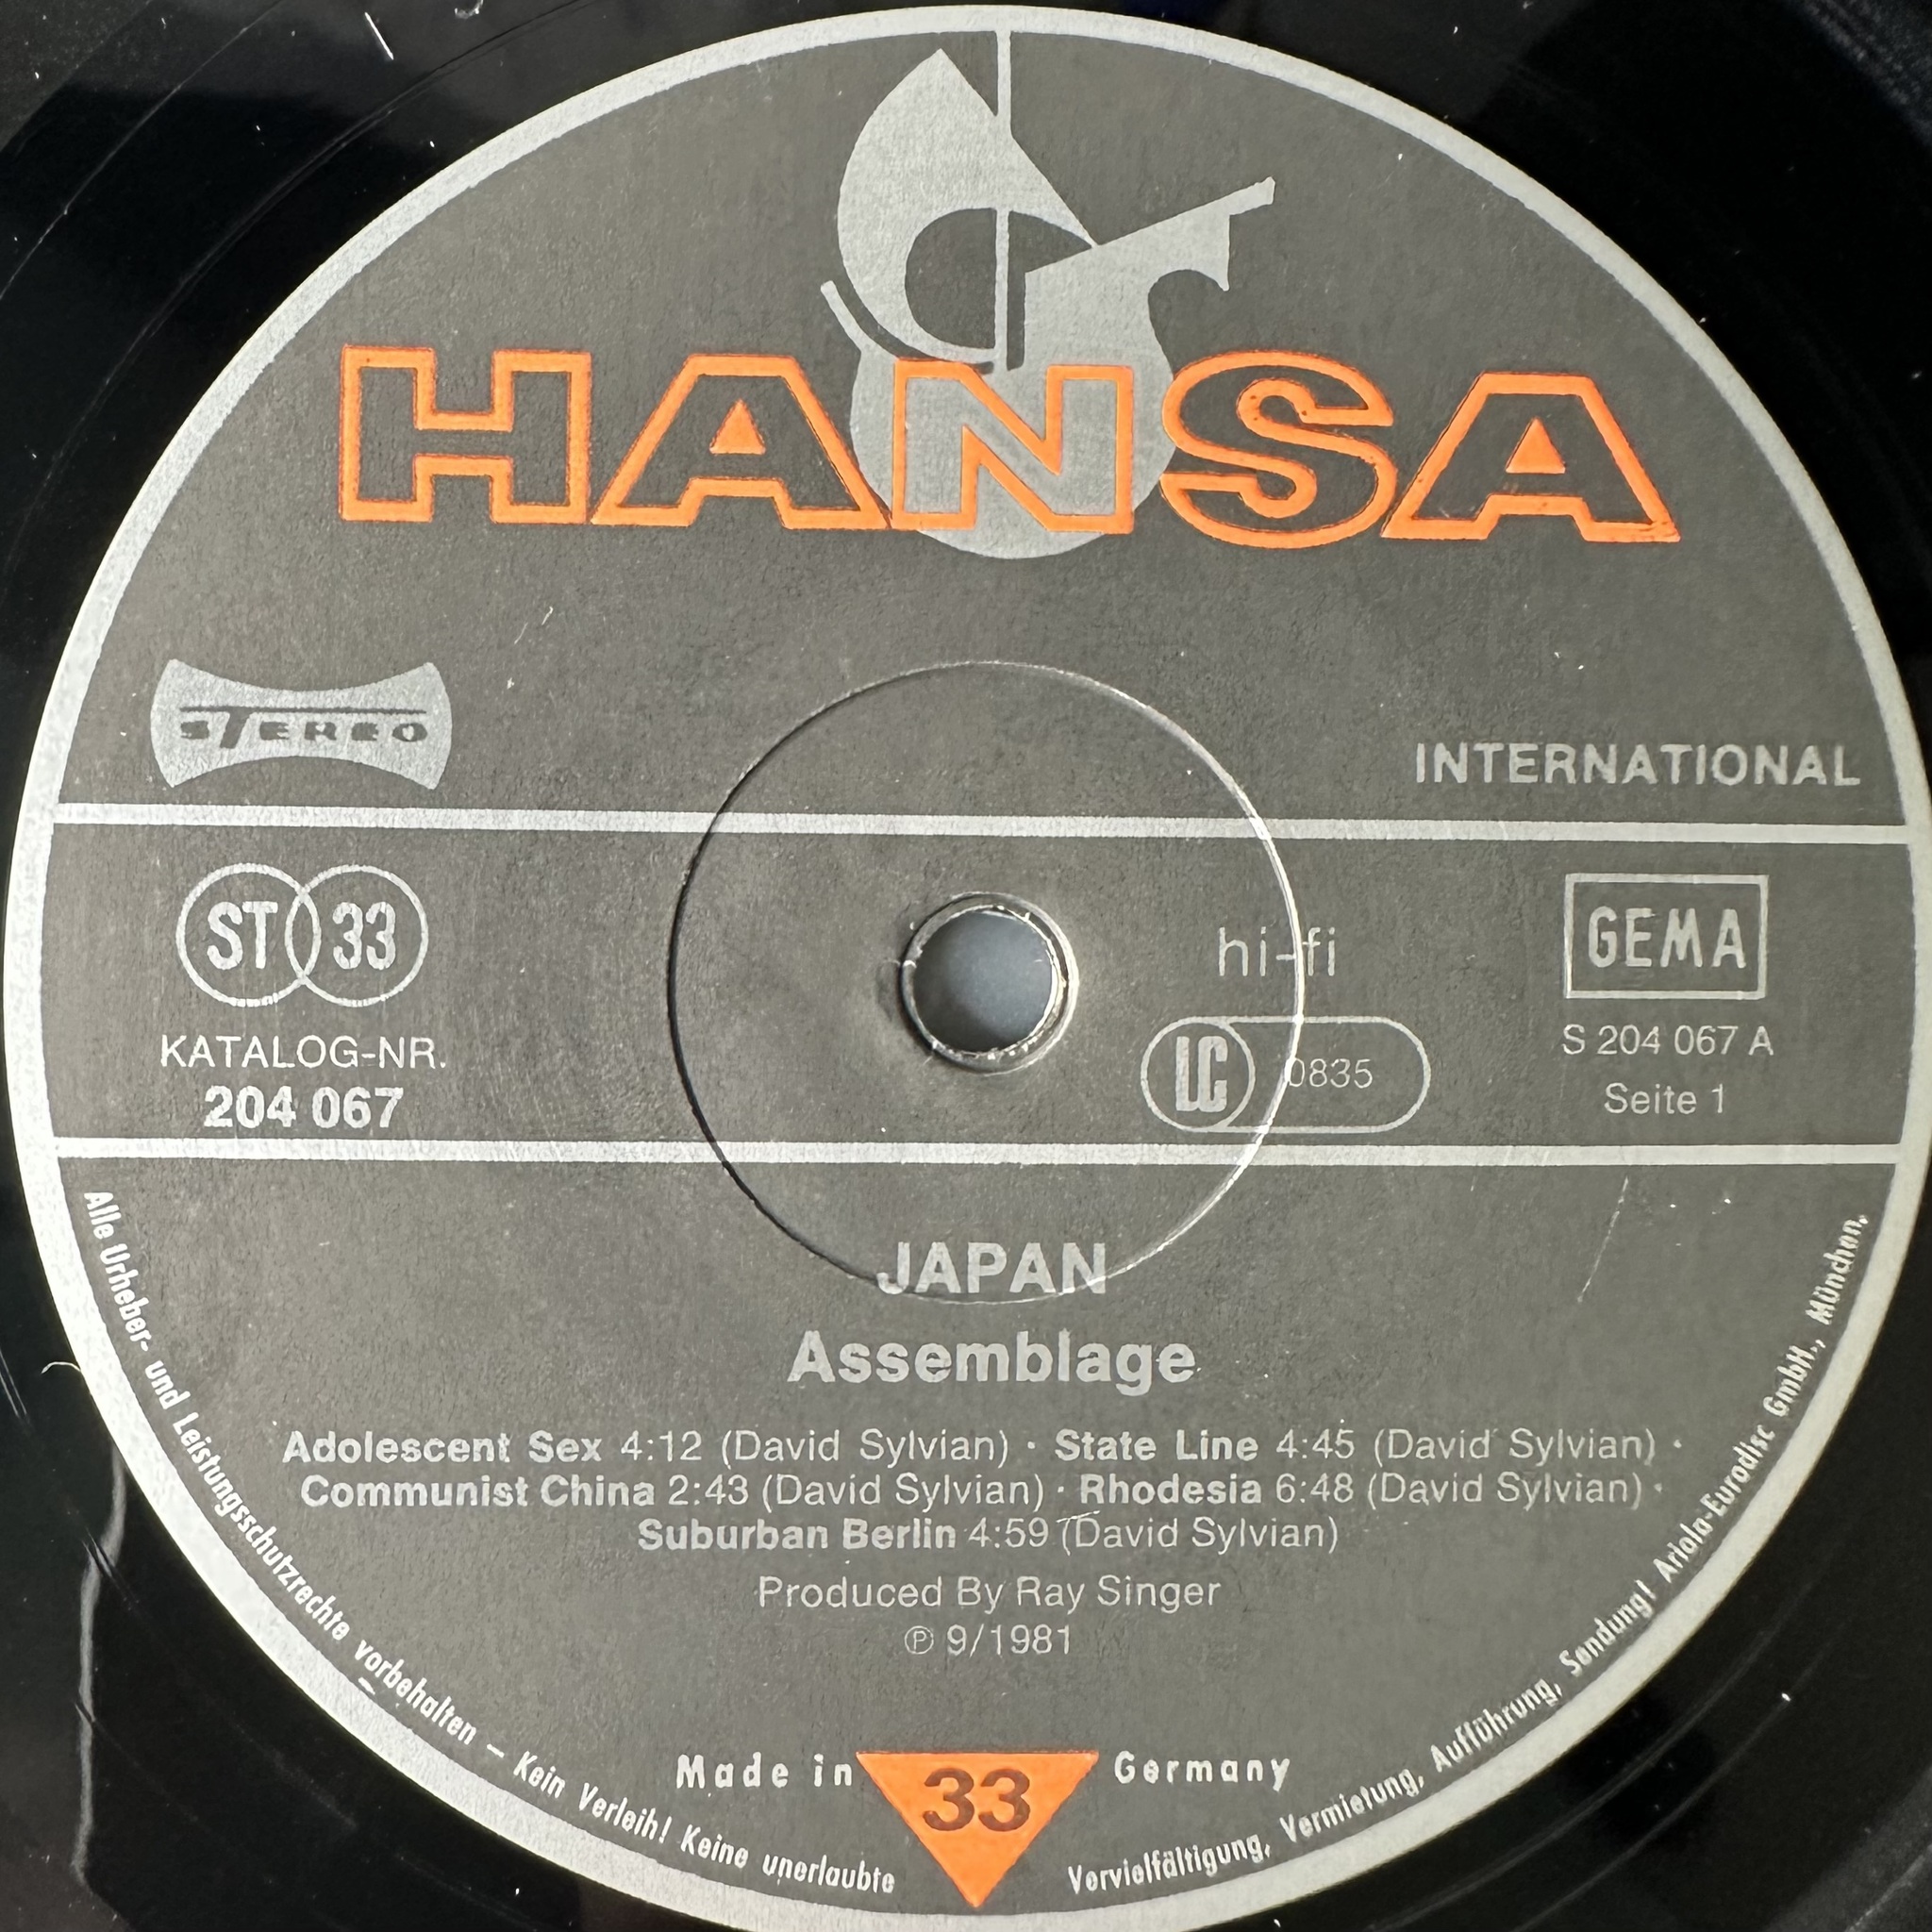 HANSA
STEREO
INTERNATIONAL
ST 33
KATALOG-NR.
204 067
hi-fi
LC 0835
GEMA
S 204 067 A
Seite 1
JAPAN
Assemblage
Adolescent Sex 4:12 (David Sylvian) · State Line 4:45 (David Sylvian) ·
Communist China 2:43 (David Sylvian) · Rhodesia 6:48 (David Sylvian) ·
Suburban Berlin 4:59 (David Sylvian)
Produced By Ray Singer
℗ 9/1981
Made in 33 Germany
Alle Urheber- und Leistungsschutzrechte vorbehalten – Kein Verleih! Keine unerlaubte Vervielfältigung, Vermietung, Aufführung, Sendung! Ariola-Eurodisc GmbH., München.